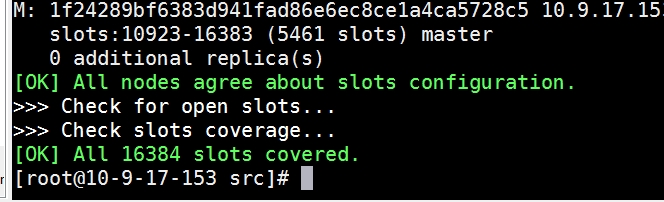 M: 1f24289bf6383d941fad86e6ec8ce1a4ca5728c5 10.9.17.15
slots:10923-16383 (5461 slots) master
0 additional replica(s)
[OK] All nodes agree about slots configuration.
>>> Check for open slots...
>>> Check slots coverage...
[OK] All 16384 slots covered.
[root@10-9-17-153 src]#